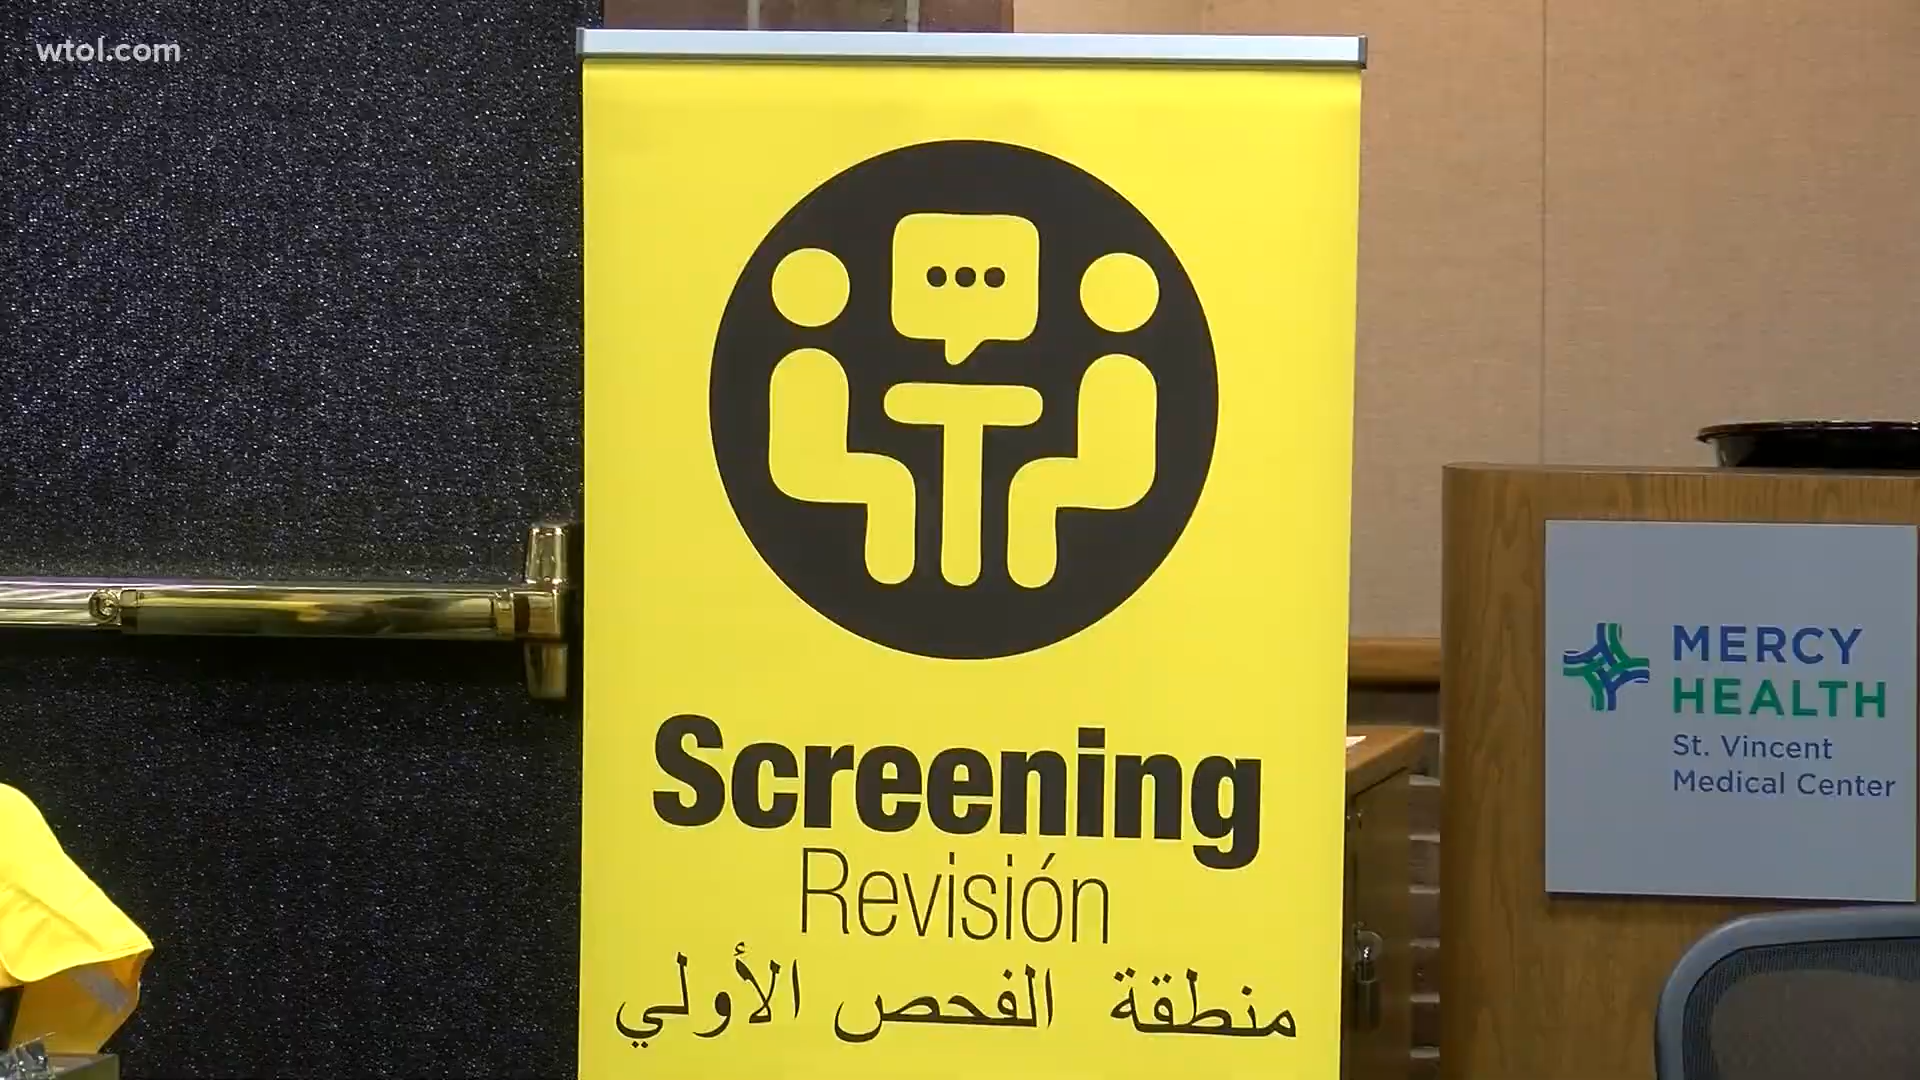 wtol.com
Screening
Revisión
منطقة الفحص الأولي
MERCY
HEALTH
St. Vincent
Medical Center